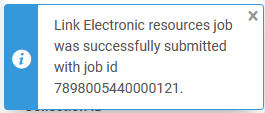 Link Electronic resources job
was successfully submitted
with job id
7898005440000121.